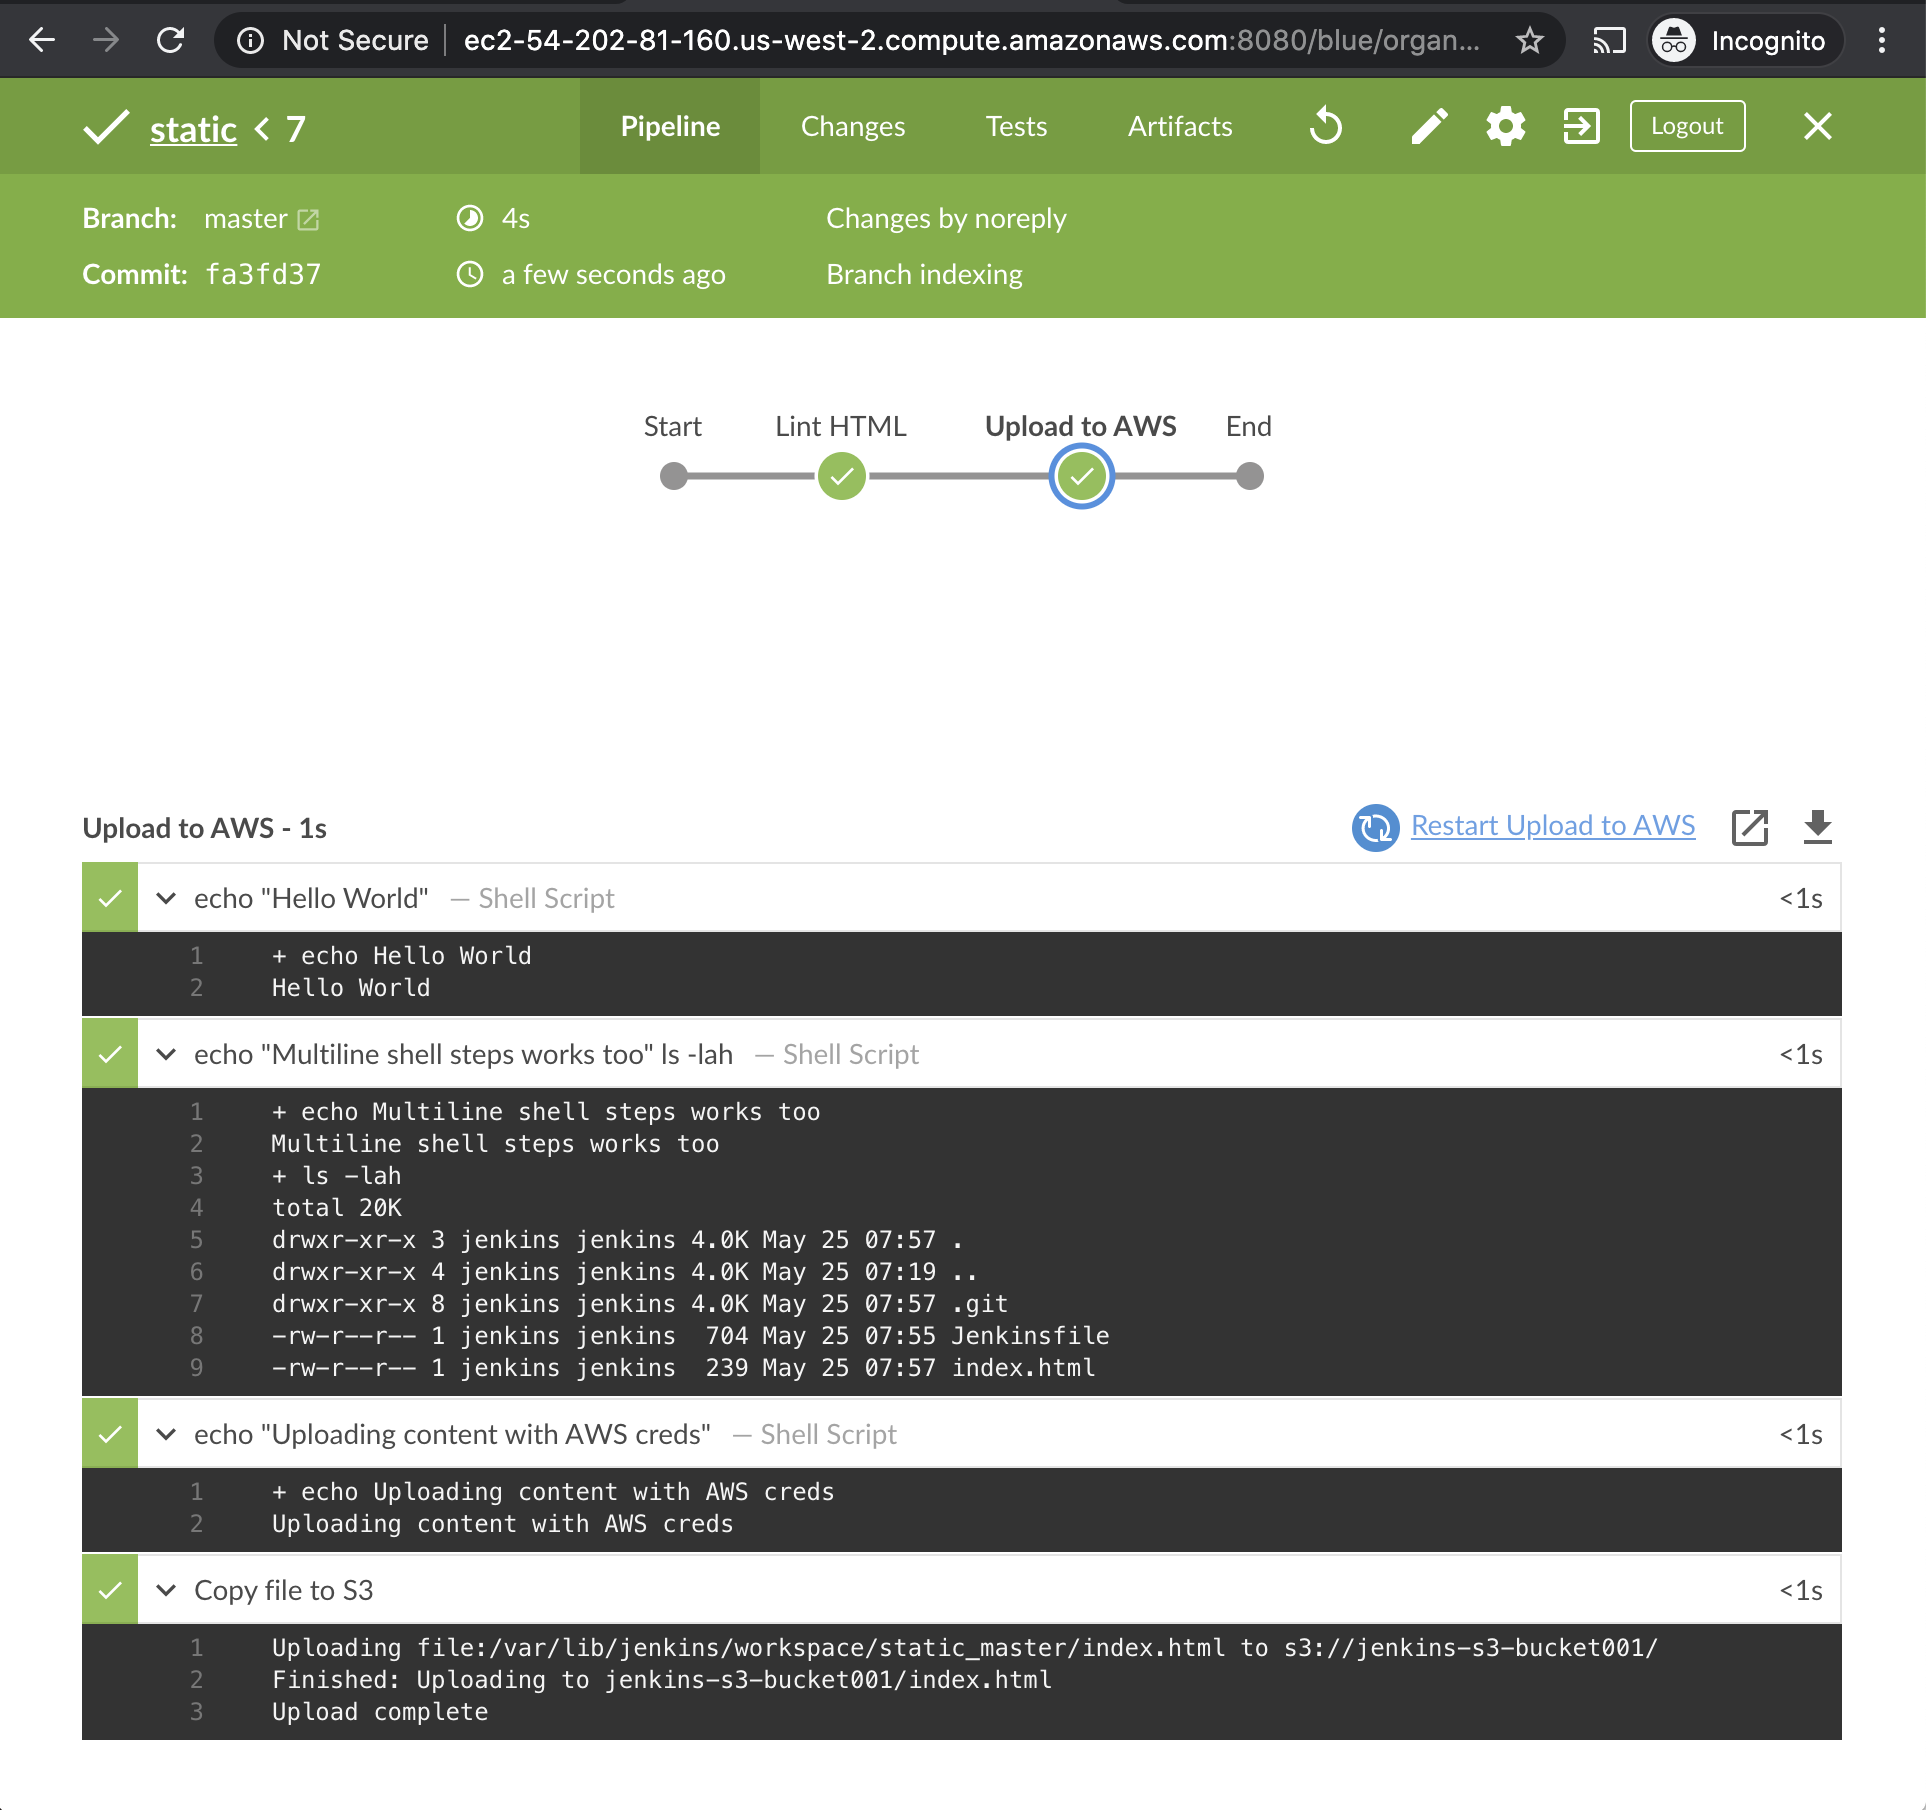 Not Secure | ec2-54-202-81-160.us-west-2.compute.amazonaws.com:8080/blue/organ... Incognito
static < 7 Pipeline Changes Tests Artifacts Logout
Branch: master 4s Changes by noreply
Commit: fa3fd37 a few seconds ago Branch indexing
Start Lint HTML Upload to AWS End
Upload to AWS - 1s Restart Upload to AWS
echo "Hello World" — Shell Script <1s
1 + echo Hello World
2 Hello World
echo "Multiline shell steps works too" ls -lah — Shell Script <1s
1 + echo Multiline shell steps works too
2 Multiline shell steps works too
3 + ls -lah
4 total 20K
5 drwxr-xr-x 3 jenkins jenkins 4.0K May 25 07:57 .
6 drwxr-xr-x 4 jenkins jenkins 4.0K May 25 07:19 ..
7 drwxr-xr-x 8 jenkins jenkins 4.0K May 25 07:57 .git
8 -rw-r--r-- 1 jenkins jenkins  704 May 25 07:55 Jenkinsfile
9 -rw-r--r-- 1 jenkins jenkins  239 May 25 07:57 index.html
echo "Uploading content with AWS creds" — Shell Script <1s
1 + echo Uploading content with AWS creds
2 Uploading content with AWS creds
Copy file to S3 <1s
1 Uploading file:/var/lib/jenkins/workspace/static_master/index.html to s3://jenkins-s3-bucket001/
2 Finished: Uploading to jenkins-s3-bucket001/index.html
3 Upload complete